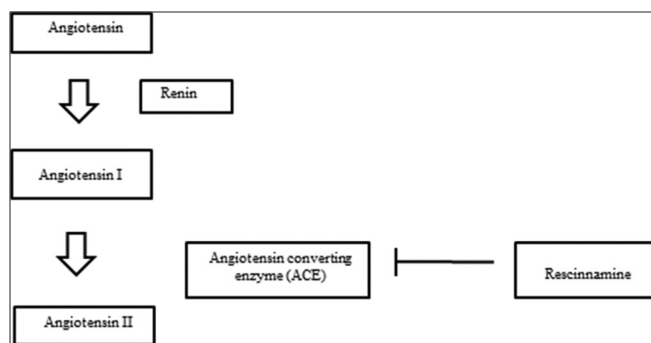 Angiotensin
Renin
Angiotensin I
Angiotensin converting
enzyme (ACE)
Rescinnamine
Angiotensin II